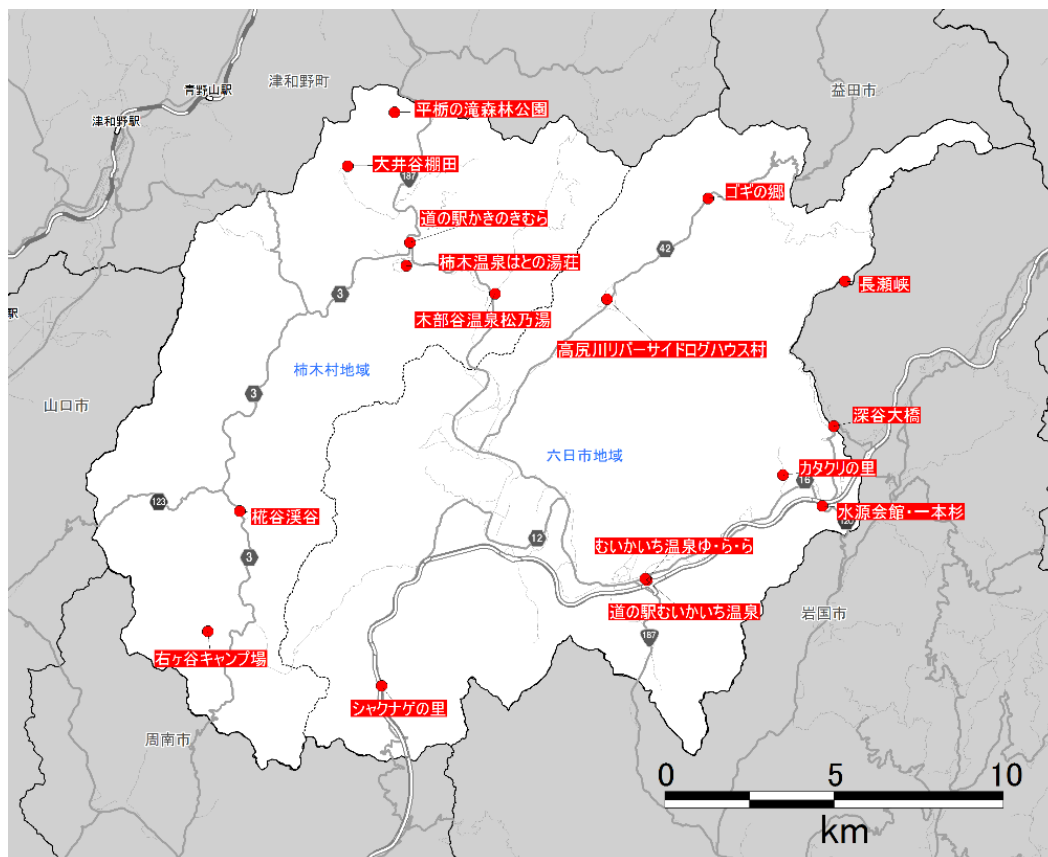 津和野町
益田市
青野山駅
津和野駅
平栃の滝森林公園
大井谷棚田
187
ゴギの郷
道の駅かきのきむら
42
柿木温泉はとの湯荘
長瀬峡
3
駅
木部谷温泉松乃湯
高尻川リバーサイドログハウス村
柿木村地域
3
山口市
深谷大橋
六日市地域
カタクリの里
16
123
椛谷渓谷
水源会館・一本杉
120
12
むいかいち温泉ゆ・ら・ら
3
道の駅むいかいち温泉
岩国市
187
右ヶ谷キャンプ場
シャクナゲの里
周南市
0 5 10
km